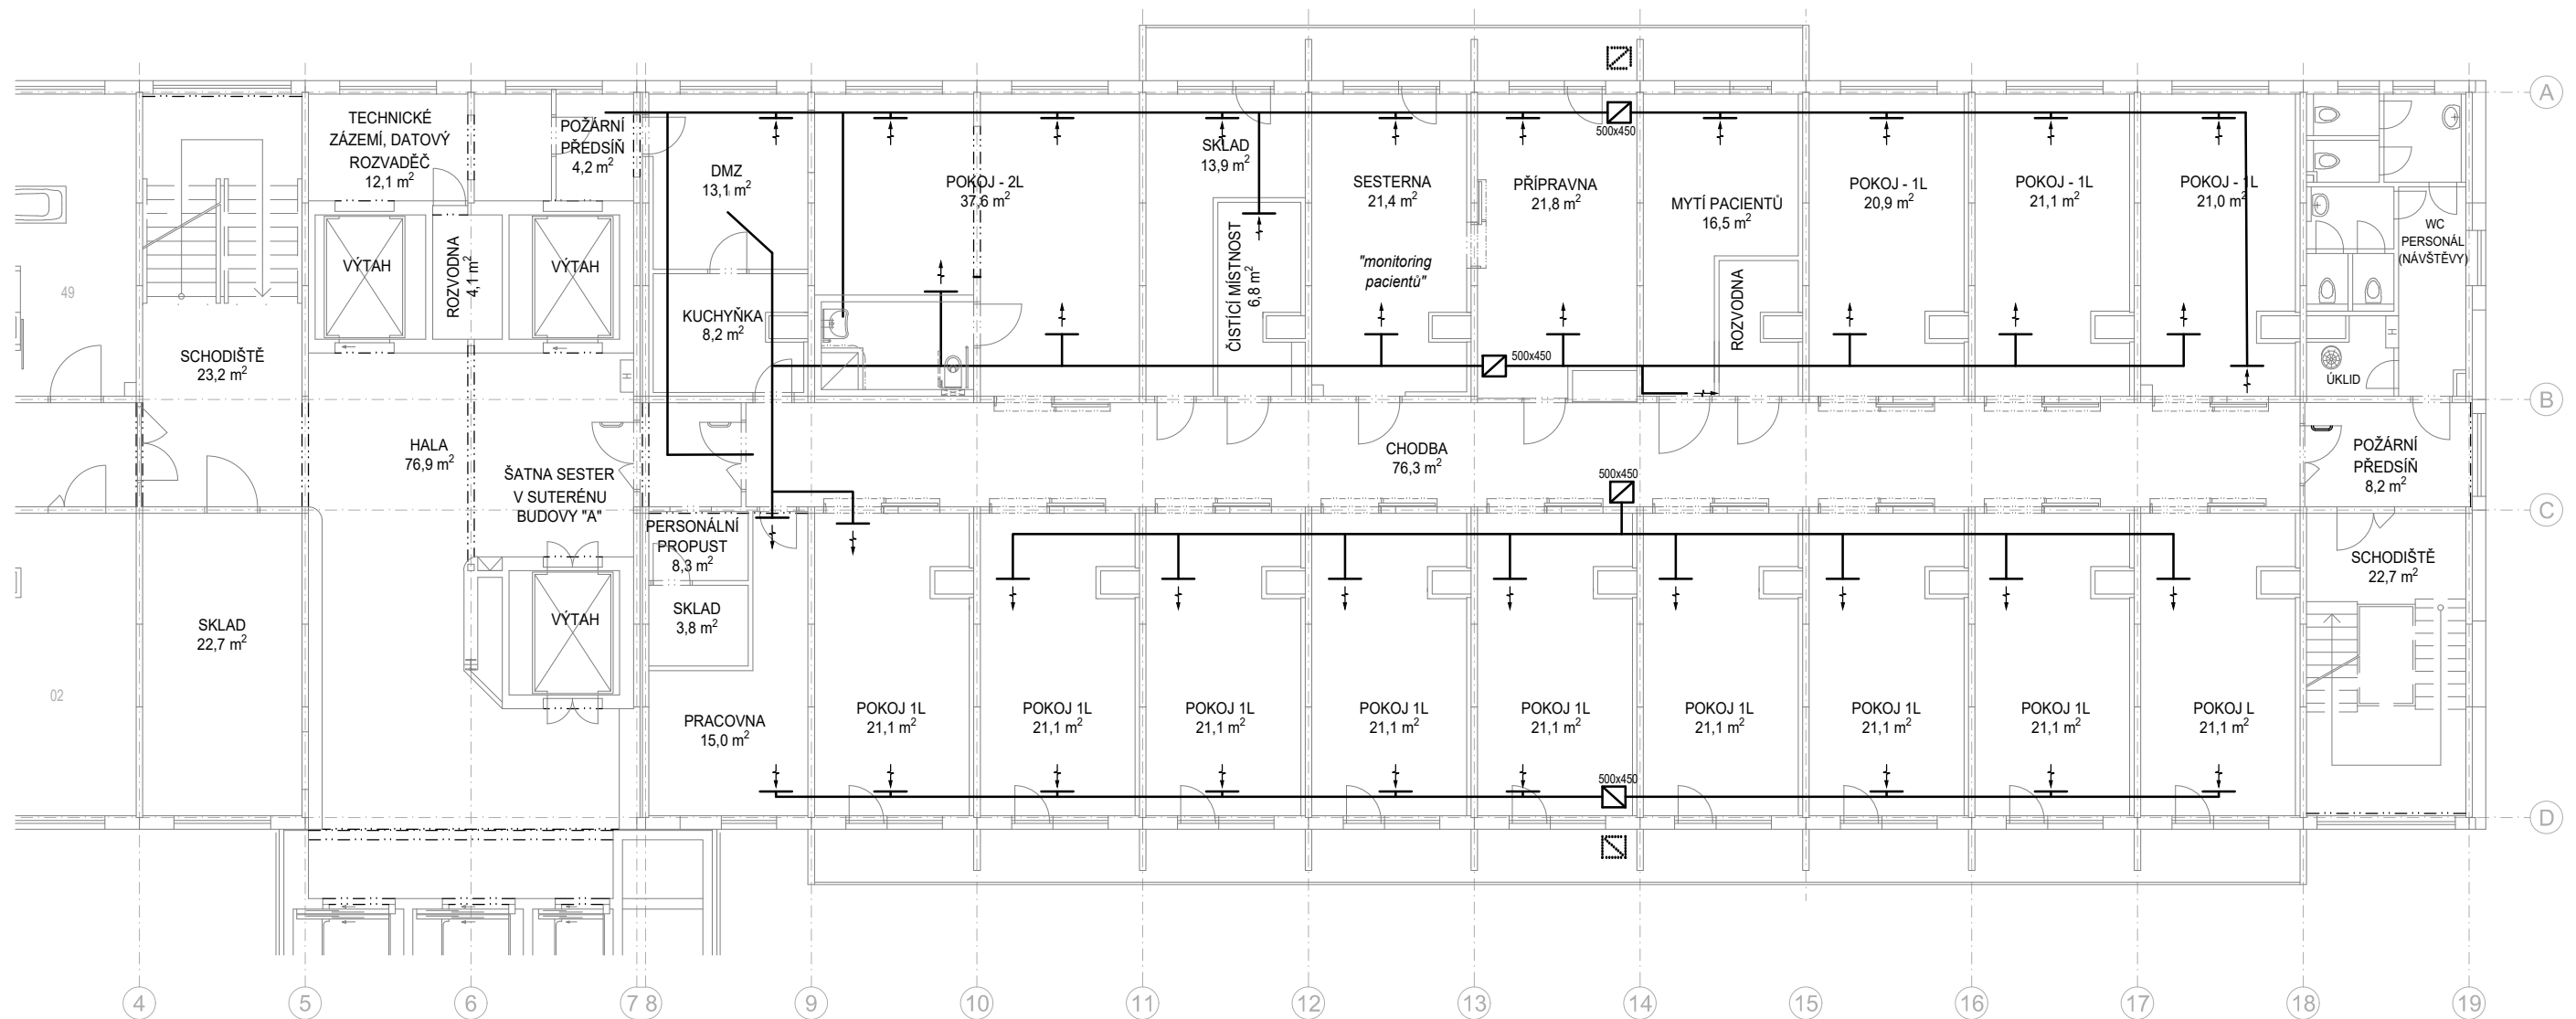 A
TECHNICKÉ
ZÁZEMÍ, DATOVÝ
ROZVADĚČ
12,1 m²
POŽÁRNÍ
PŘEDSÍŇ
4,2 m²
DMZ
13,1 m²
POKOJ - 2L
37,6 m²
SKLAD
13,9 m²
SESTERNA
21,4 m²
"monitoring
pacientů"
PŘÍPRAVNA
21,8 m²
500x450
MYTÍ PACIENTŮ
16,5 m²
POKOJ - 1L
20,9 m²
POKOJ - 1L
21,1 m²
POKOJ - 1L
21,0 m²
WC
PERSONÁL
(NÁVŠTĚVY)
49
VÝTAH
ROZVODNA
4,1 m²
VÝTAH
KUCHYŇKA
8,2 m²
ČISTÍCÍ MÍSTNOST
6,8 m²
ROZVODNA
SCHODIŠTĚ
23,2 m²
H
500x450
H
ÚKLID
B
HALA
76,9 m²
ŠATNA SESTER
V SUTERÉNU
BUDOVY "A"
CHODBA
76,3 m²
500x450
POŽÁRNÍ
PŘEDSÍŇ
8,2 m²
C
PERSONÁLNÍ
PROPUST
8,3 m²
SCHODIŠTĚ
22,7 m²
SKLAD
22,7 m²
VÝTAH
SKLAD
3,8 m²
02
PRACOVNA
15,0 m²
POKOJ 1L
21,1 m²
POKOJ 1L
21,1 m²
POKOJ 1L
21,1 m²
POKOJ 1L
21,1 m²
POKOJ 1L
21,1 m²
POKOJ 1L
21,1 m²
POKOJ 1L
21,1 m²
POKOJ 1L
21,1 m²
POKOJ L
21,1 m²
500x450
D
4 5 6 7 8 9 10 11 12 13 14 15 16 17 18 19